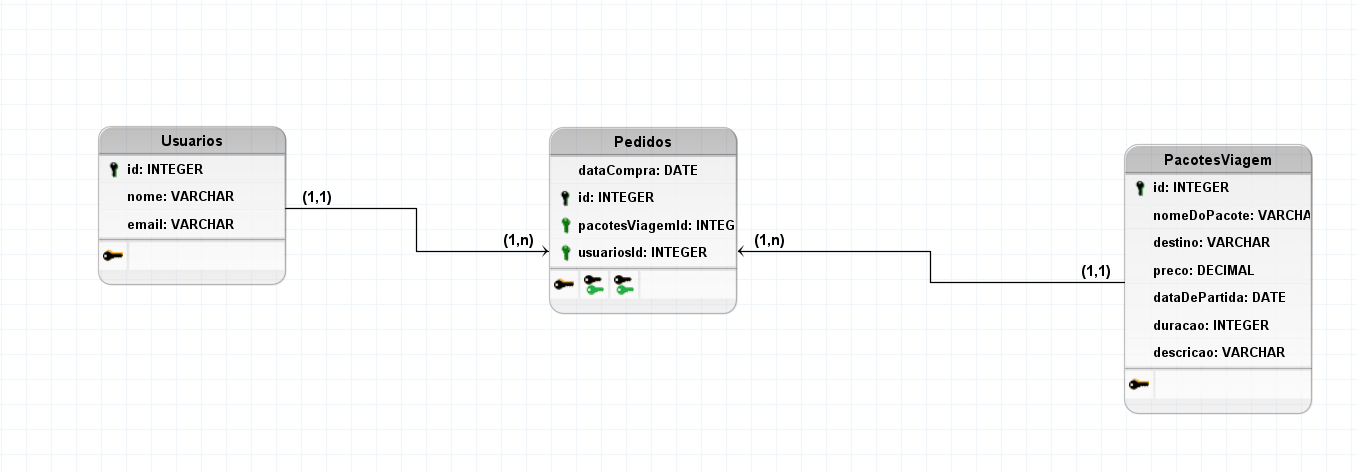 Usuarios
id: INTEGER
nome: VARCHAR
email: VARCHAR
(1,1)
(1,n)
Pedidos
dataCompra: DATE
id: INTEGER
pacotesViagemId: INTEG
usuariosId: INTEGER
(1,n)
(1,1)
PacotesViagem
id: INTEGER
nomeDoPacote: VARCHA
destino: VARCHAR
preco: DECIMAL
dataDePartida: DATE
duracao: INTEGER
descricao: VARCHAR